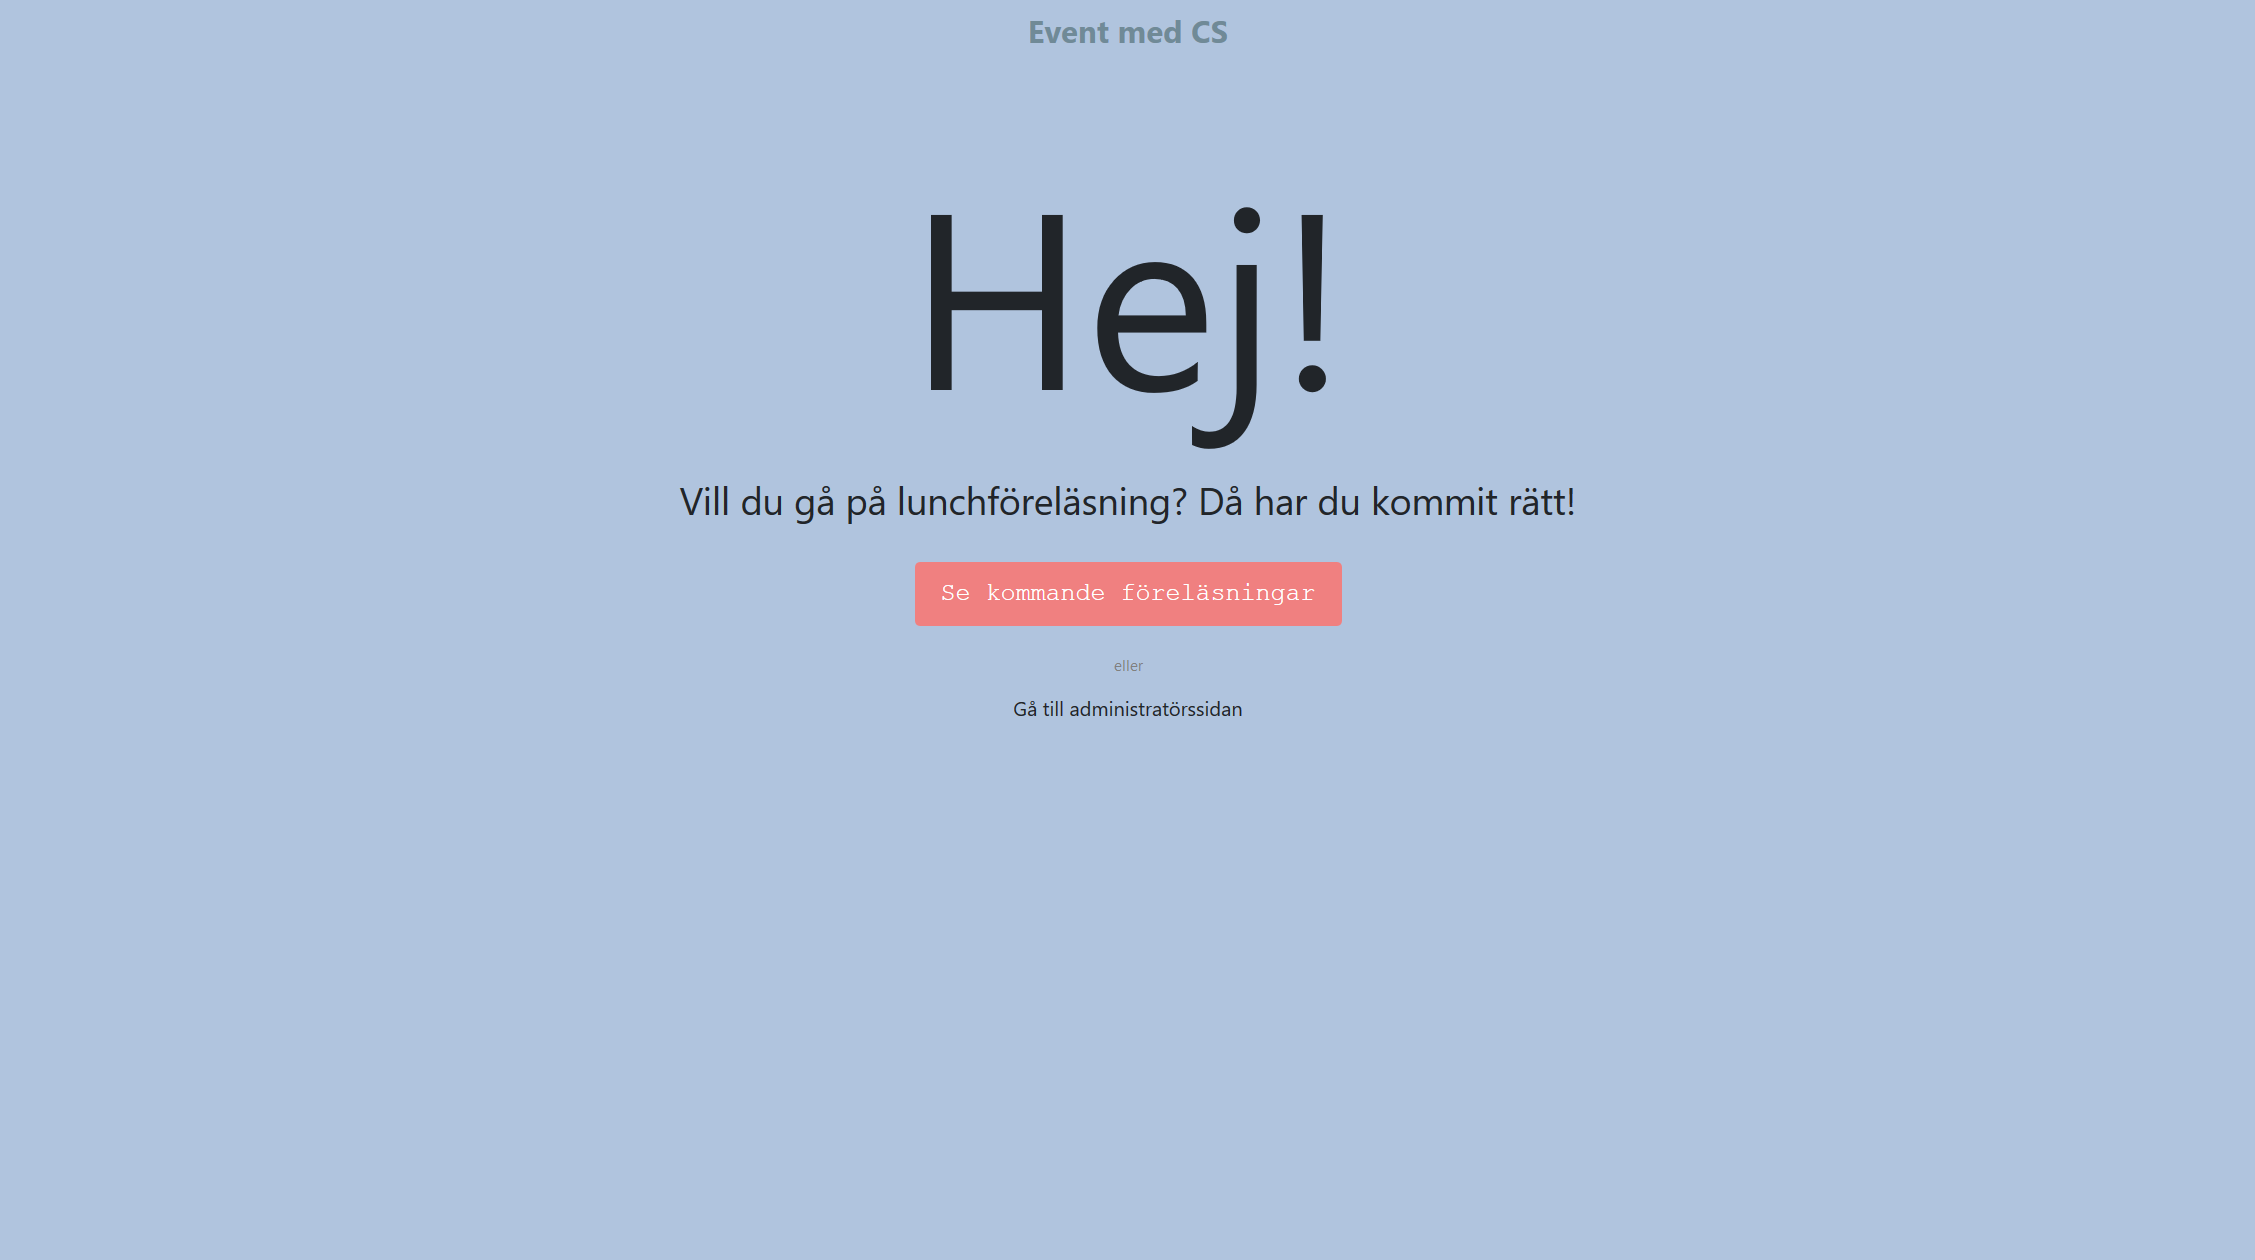 Event med CS
Hej!
Vill du gå på lunchföreläsning? Då har du kommit rätt!
Se kommande föreläsningar
eller
Gå till administratörssidan